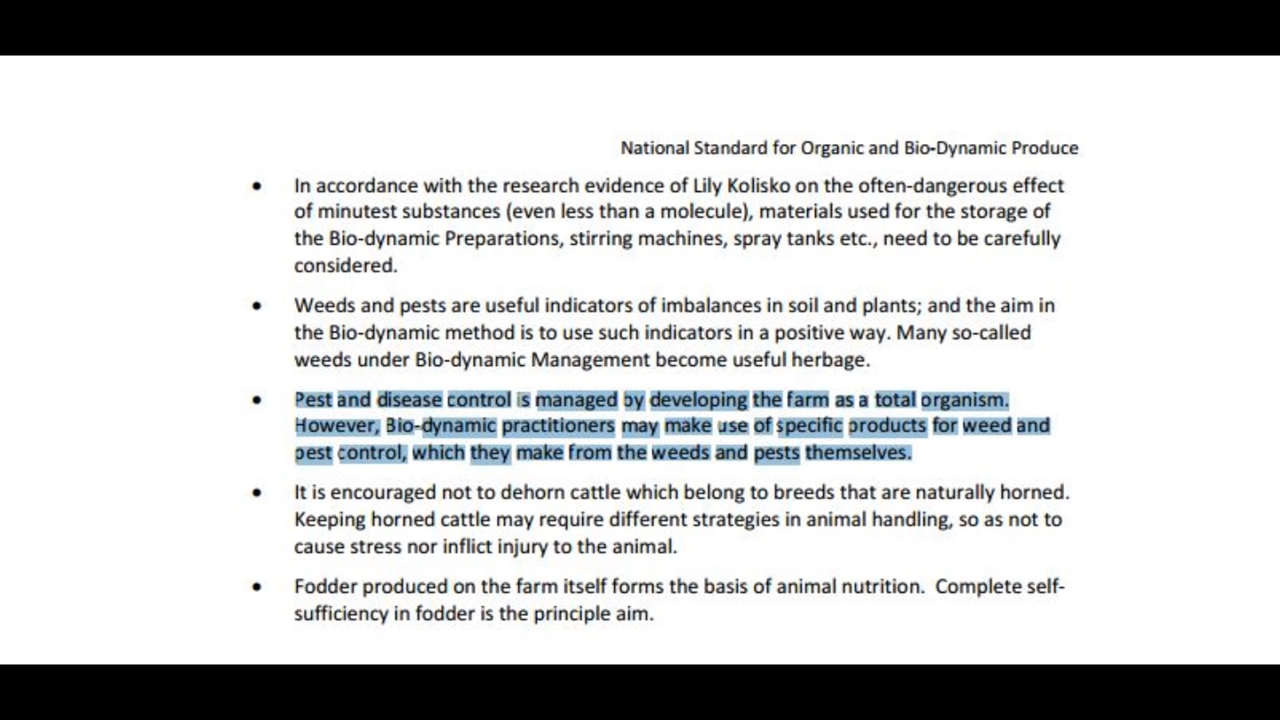 National Standard for Organic and Bio-Dynamic Produce
• In accordance with the research evidence of Lily Kolisko on the often-dangerous effect
of minutest substances (even less than a molecule), materials used for the storage of
the Bio-dynamic Preparations, stirring machines, spray tanks etc., need to be carefully
considered.
• Weeds and pests are useful indicators of imbalances in soil and plants; and the aim in
the Bio-dynamic method is to use such indicators in a positive way. Many so-called
weeds under Bio-dynamic Management become useful herbage.
• Pest and disease control is managed by developing the farm as a total organism.
However, Bio-dynamic practitioners may make use of specific products for weed and
pest control, which they make from the weeds and pests themselves.
• It is encouraged not to dehorn cattle which belong to breeds that are naturally horned.
Keeping horned cattle may require different strategies in animal handling, so as not to
cause stress nor inflict injury to the animal.
• Fodder produced on the farm itself forms the basis of animal nutrition.  Complete self-
sufficiency in fodder is the principle aim.